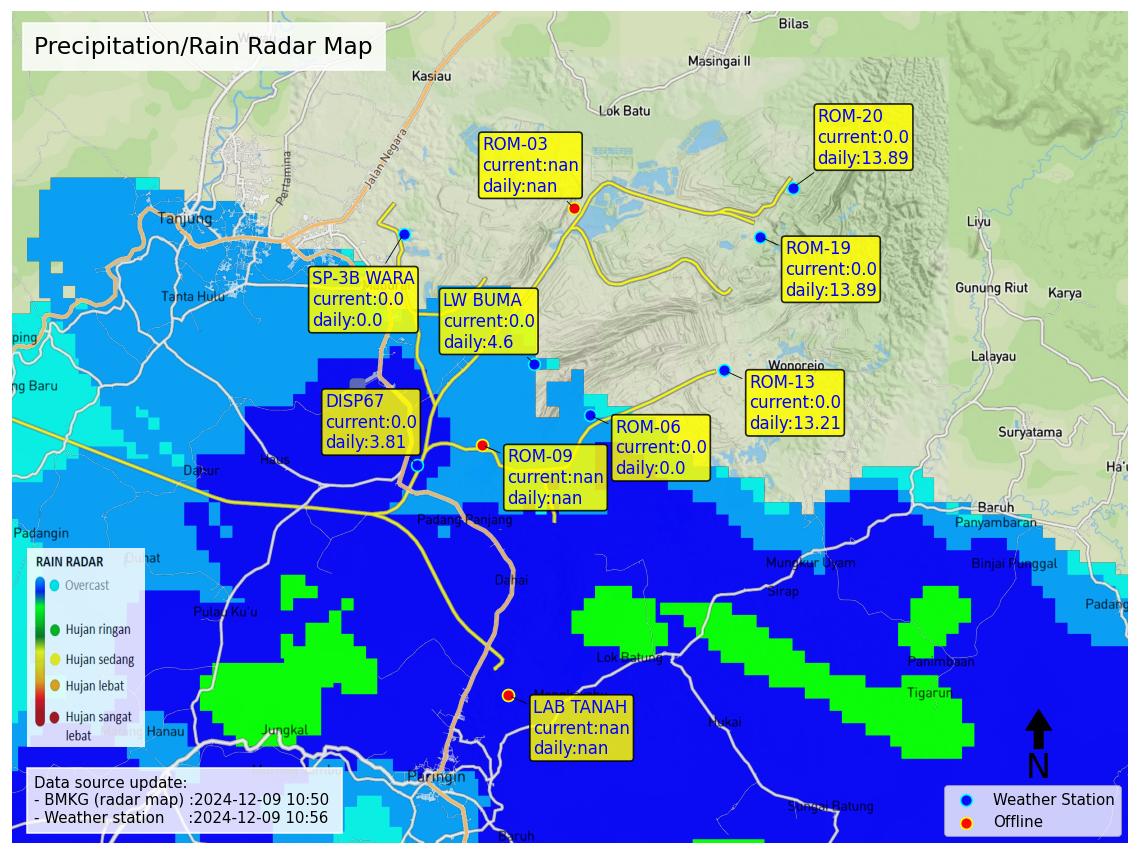 Bilas
Precipitation/Rain Radar Map
Masingai II
Kasiau
Lok Batu
ROM-20
current:0.0
daily:13.89
ROM-03
current:nan
daily:nan
Jalan Negara
Pertamina
Tanjung
Liyu
ROM-19
current:0.0
daily:13.89
SP-3B WARA
current:0.0
daily:0.0
Tanta Hulu
LW BUMA
current:0.0
daily:4.6
Gunung Riut
Karya
ping
Lalayau
Wonorejo
ng Baru
ROM-13
current:0.0
daily:13.21
DISP67
current:0.0
daily:3.81
ROM-06
current:0.0
daily:0.0
Suryatama
Haus
Dahur
ROM-09
current:nan
daily:nan
Ha'u
Baruh
Panyambaran
Padang Panjang
Padangin
Mungkur Uyam
Binjai Punggal
RAIN RADAR
Overcast
Hujan ringan
Hujan sedang
Hujan lebat
Hujan sangat
lebat
Dahai
Sirap
Pulau Ku'u
Padang
Lok Batung
Panimbaan
Tigarun
LAB TANAH
current:nan
daily:nan
Hukai
Jungkal
Hanau
N
Data source update:
- BMKG (radar map) :2024-12-09 10:50
- Weather station :2024-12-09 10:56
Paringin
Sungai Batung
Baruh
Weather Station
Offline